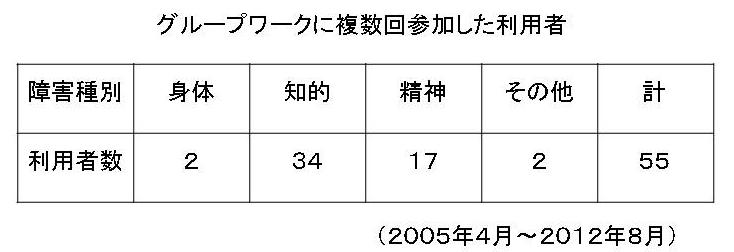 グループワークに複数回参加した利用者
障害種別 身体 知的 精神 その他 計
利用者数 2 34 17 2 55
（2005年4月～2012年8月）